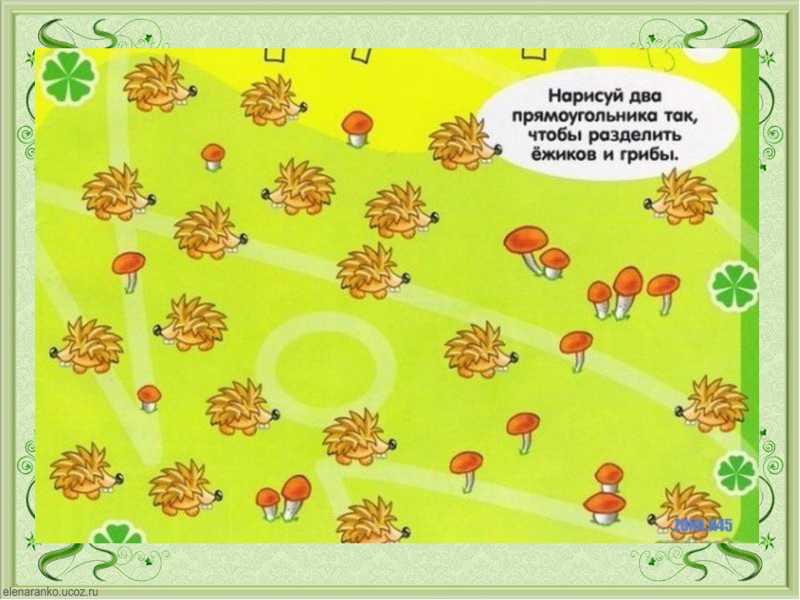 Нарисуй два
прямоугольника так,
чтобы разделить
ёжиков и грибы.
elenaranko.ucoz.ru